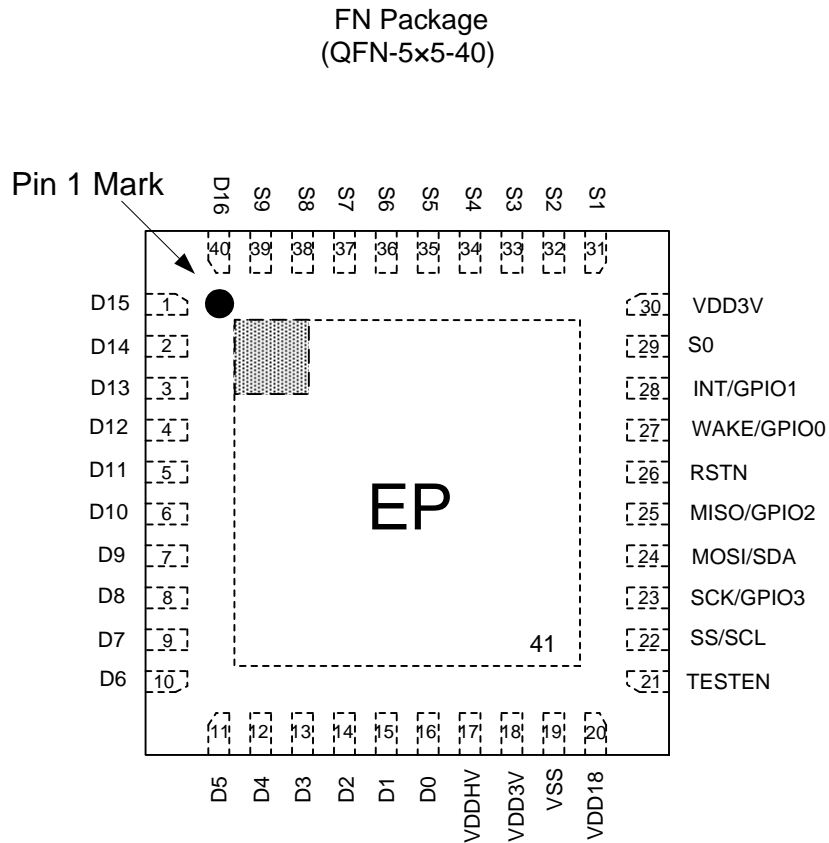 FN Package
(QFN-5×5-40)
Pin 1 Mark
D16 S9 S8 S7 S6 S5 S4 S3 S2 S1
40 39 38 37 36 35 34 33 32 31
D15 1 30 VDD3V
D14 2 29 S0
D13 3 28 INT/GPIO1
D12 4 27 WAKE/GPIO0
D11 5 26 RSTN
D10 6 25 MISO/GPIO2
D9 7 24 MOSI/SDA
D8 8 23 SCK/GPIO3
D7 9 22 SS/SCL
D6 10 21 TESTEN
EP
41
11 12 13 14 15 16 17 18 19 20
D5 D4 D3 D2 D1 D0 VDDHV VDD3V VSS VDD18